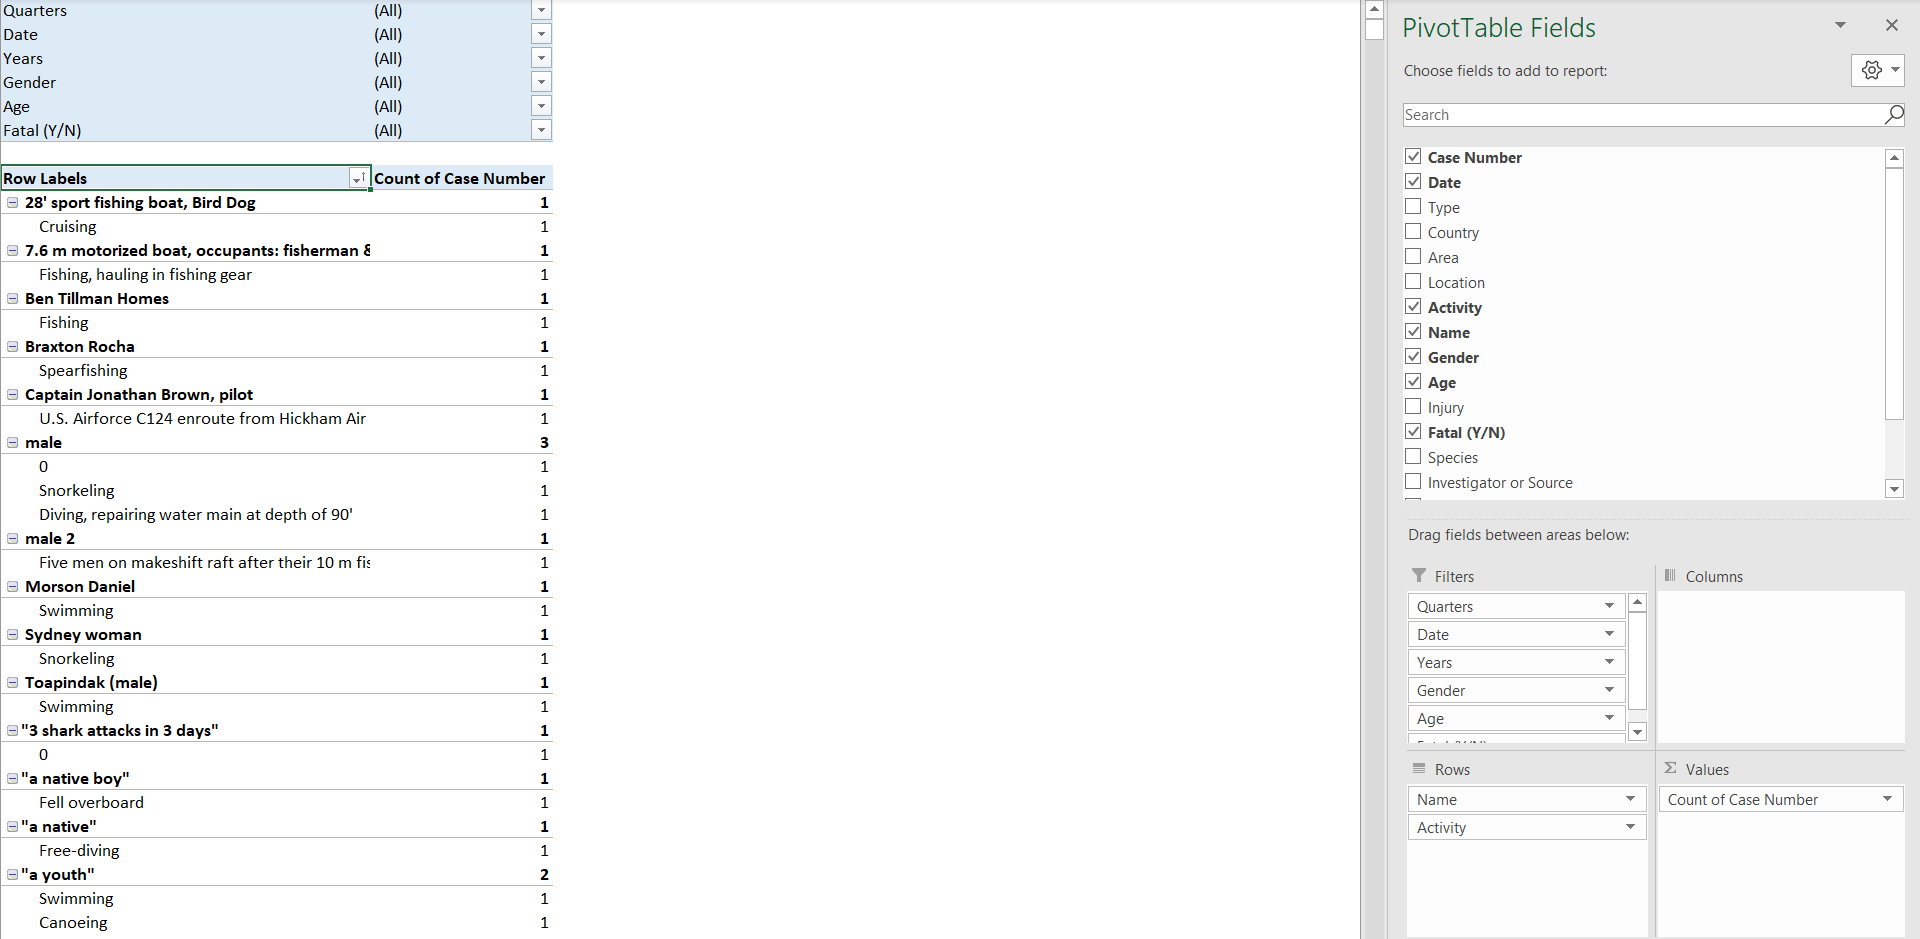 Quarters (All)
Date (All)
Years (All)
Gender (All)
Age (All)
Fatal (Y/N) (All)
Row Labels Count of Case Number
28' sport fishing boat, Bird Dog 1
Cruising 1
7.6 m motorized boat, occupants: fisherman & 1
Fishing, hauling in fishing gear 1
Ben Tillman Homes 1
Fishing 1
Braxton Rocha 1
Spearfishing 1
Captain Jonathan Brown, pilot 1
U.S. Airforce C124 enroute from Hickham Air 1
male 3
0 1
Snorkeling 1
Diving, repairing water main at depth of 90' 1
male 2 1
Five men on makeshift raft after their 10 m fis 1
Morson Daniel 1
Swimming 1
Sydney woman 1
Snorkeling 1
Toapindak (male) 1
Swimming 1
"3 shark attacks in 3 days" 1
0 1
"a native boy" 1
Fell overboard 1
"a native" 1
Free-diving 1
"a youth" 2
Swimming 1
Canoeing 1
PivotTable Fields
Choose fields to add to report:
Search
Case Number
Date
Type
Country
Area
Location
Activity
Name
Gender
Age
Injury
Fatal (Y/N)
Species
Investigator or Source
Drag fields between areas below:
Filters
Quarters
Date
Years
Gender
Age
Columns
Rows
Name
Activity
Values
Count of Case Number